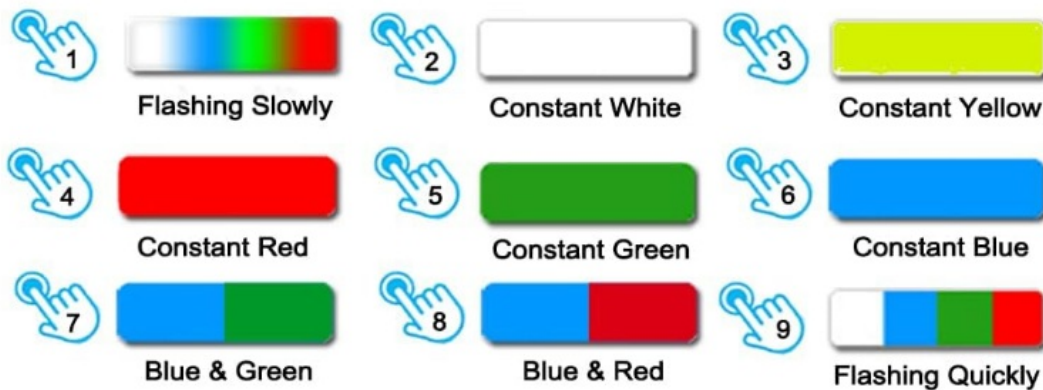 1
Flashing Slowly
2
Constant White
3
Constant Yellow
4
Constant Red
5
Constant Green
6
Constant Blue
7
Blue & Green
8
Blue & Red
9
Flashing Quickly